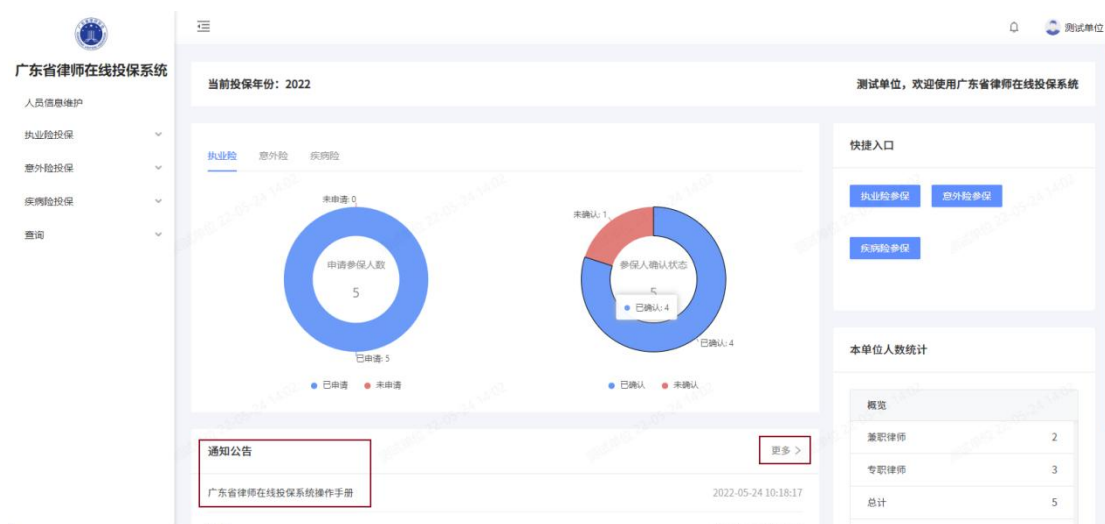 测试单位
广东省律师在线投保系统
人员信息维护
执业险投保
意外险投保
疾病险投保
查询
当前投保年份：2022
测试单位，欢迎使用广东省律师在线投保系统
执业险 意外险 疾病险
未申请: 0
申请参保人数
5
已申请: 5
已申请 未申请
未确认: 1
参保人确认状态
5
已确认: 4
已确认: 4
已确认 未确认
快捷入口
执业险参保 意外险参保
疾病险参保
本单位人数统计
概览
兼职律师 2
专职律师 3
总计 5
通知公告
更多 >
广东省律师在线投保系统操作手册
2022-05-24 10:18:17